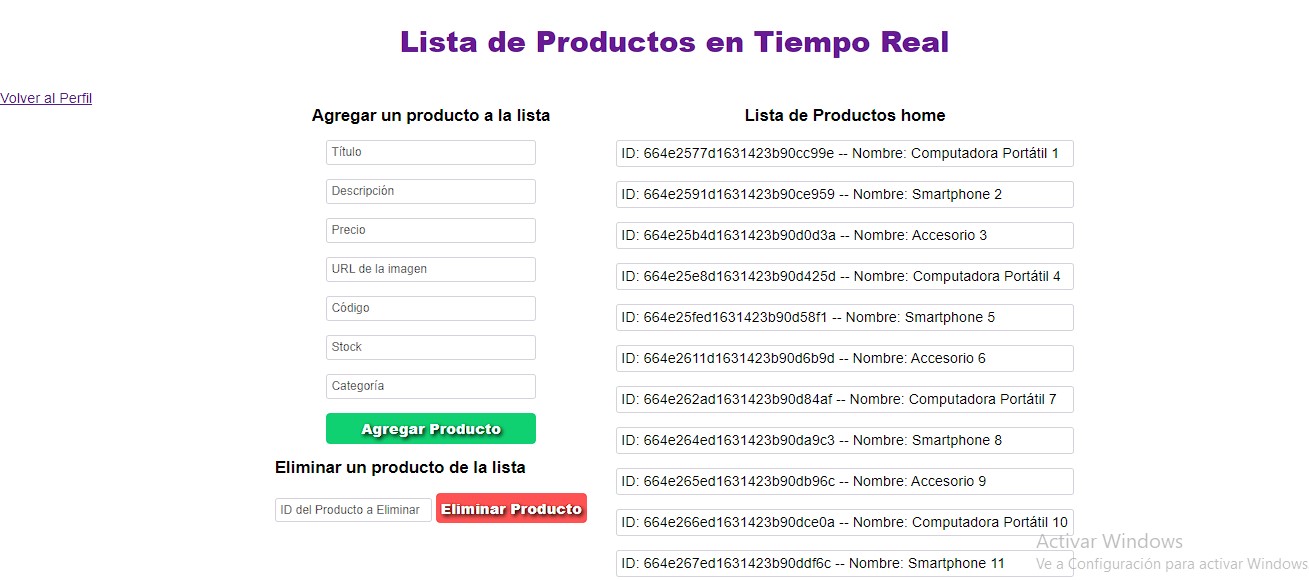 Lista de Productos en Tiempo Real
Volver al Perfil
Agregar un producto a la lista
Título
Descripción
Precio
URL de la imagen
Código
Stock
Categoría
Agregar Producto
Eliminar un producto de la lista
ID del Producto a Eliminar
Eliminar Producto
Lista de Productos home
ID: 664e2577d1631423b90cc99e -- Nombre: Computadora Portátil 1
ID: 664e2591d1631423b90ce959 -- Nombre: Smartphone 2
ID: 664e25b4d1631423b90d0d3a -- Nombre: Accesorio 3
ID: 664e25e8d1631423b90d425d -- Nombre: Computadora Portátil 4
ID: 664e25fed1631423b90d58f1 -- Nombre: Smartphone 5
ID: 664e2611d1631423b90d6b9d -- Nombre: Accesorio 6
ID: 664e262ad1631423b90d84af -- Nombre: Computadora Portátil 7
ID: 664e264ed1631423b90da9c3 -- Nombre: Smartphone 8
ID: 664e265ed1631423b90db96c -- Nombre: Accesorio 9
ID: 664e266ed1631423b90dce0a -- Nombre: Computadora Portátil 10
ID: 664e267ed1631423b90ddf6c -- Nombre: Smartphone 11
Activar Windows
Ve a Configuración para activar Windows